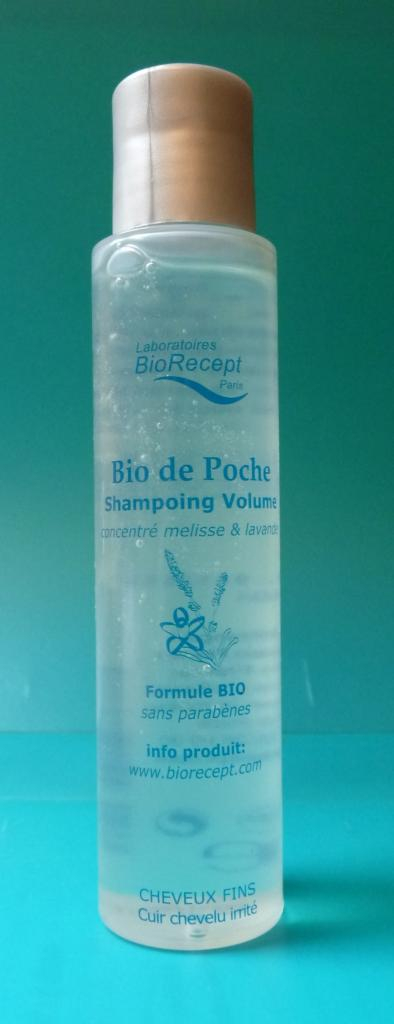 Laboratoires
BioRecept
Paris
Bio de Poche
Shampoing Volume
concentré melisse & lavande
Formule BIO
sans parabènes
info produit:
www.biorecept.com
CHEVEUX FINS
Cuir chevelu irrité